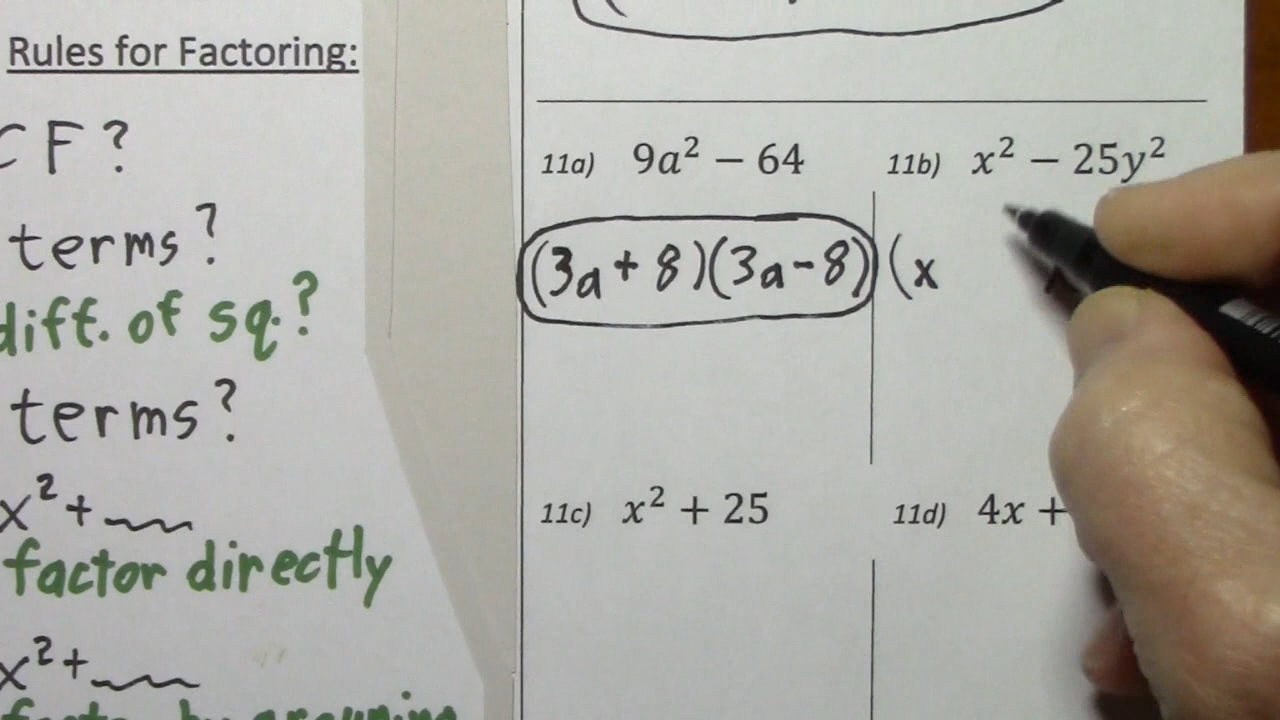 Rules for Factoring:
CF?
terms?
diff. of sq.?
terms?
x² +
factor directly
x² +
11a) 9a² − 64
11b) x² − 25y²
(3a + 8)(3a − 8)
(x
11c) x² + 25
11d) 4x +